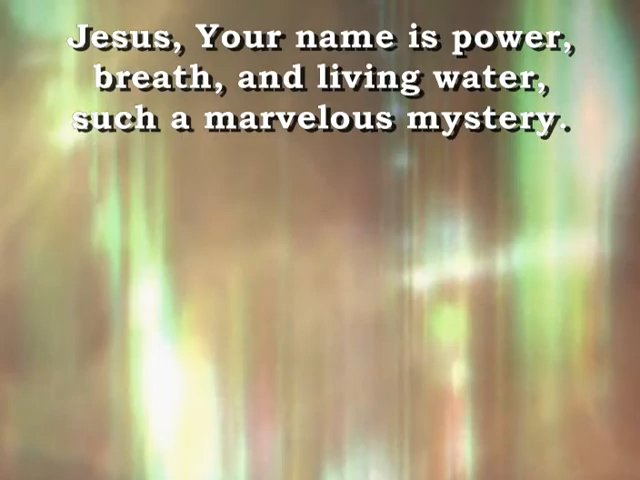 Jesus, Your name is power,
breath, and living water,
such a marvelous mystery.